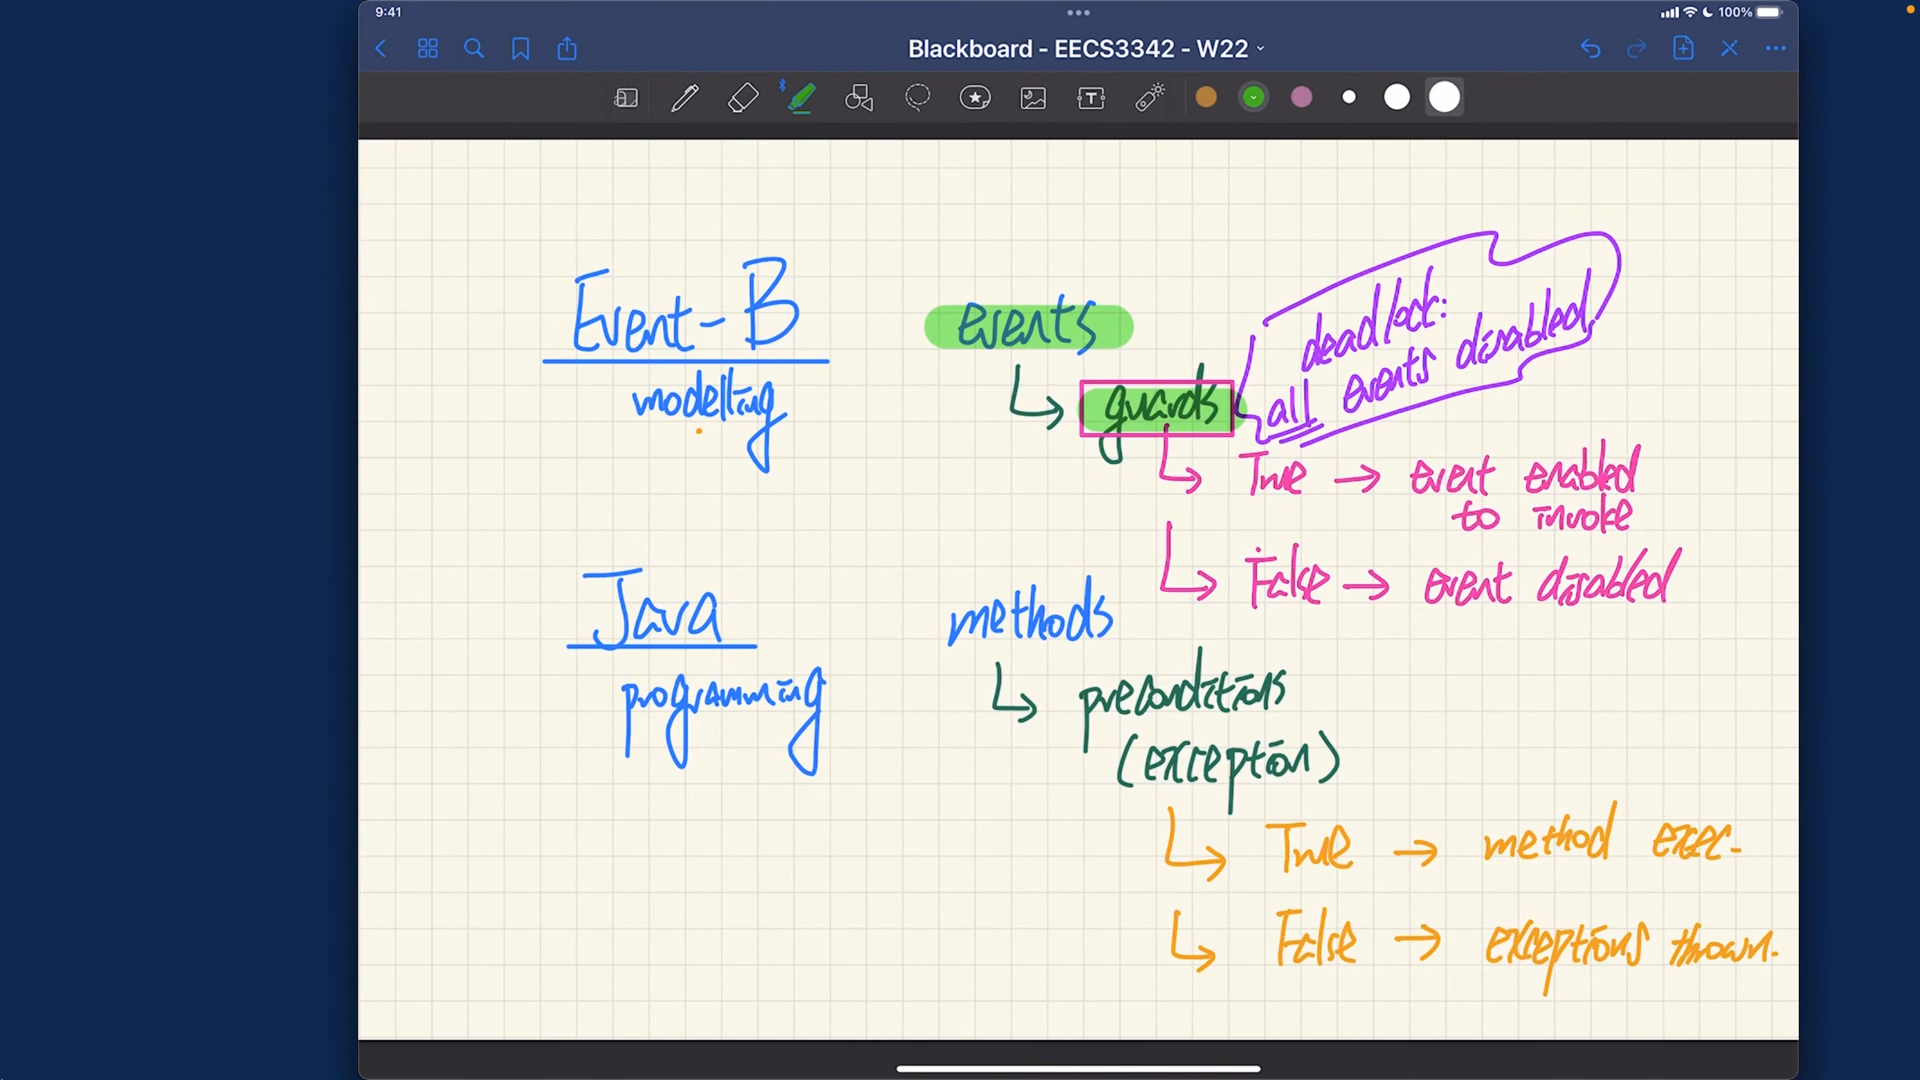 9:41
100%
Blackboard - EECS3342 - W22
Event-B
modelling
events
guards
deadlock:
all events disabled
True → event enabled
to invoke
False → event disabled
Java
programming
methods
preconditions
(exception)
True → method exec.
False → exceptions thrown.